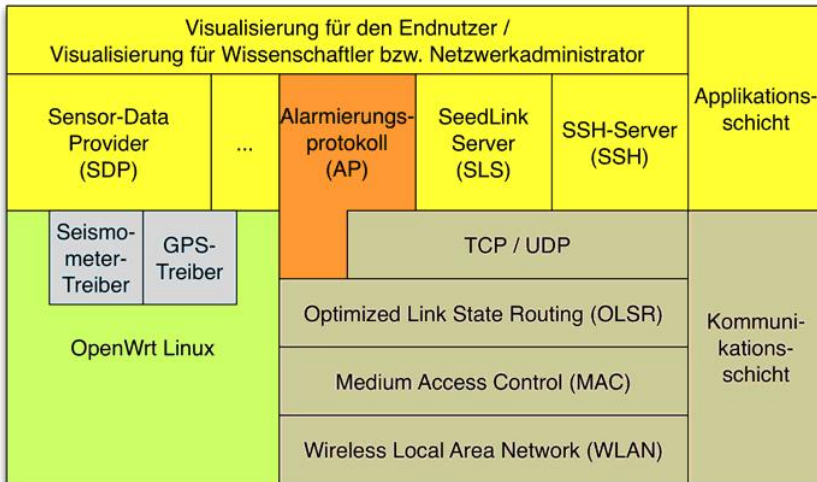 Visualisierung für den Endnutzer /
Visualisierung für Wissenschaftler bzw. Netzwerkadministrator
Applikations-
schicht
Sensor-Data
Provider
(SDP)
...
Alarmierungs-
protokoll
(AP)
SeedLink
Server
(SLS)
SSH-Server
(SSH)
Seismo-
meter-
Treiber
GPS-
Treiber
OpenWrt Linux
TCP / UDP
Optimized Link State Routing (OLSR)
Medium Access Control (MAC)
Wireless Local Area Network (WLAN)
Kommuni-
kations-
schicht